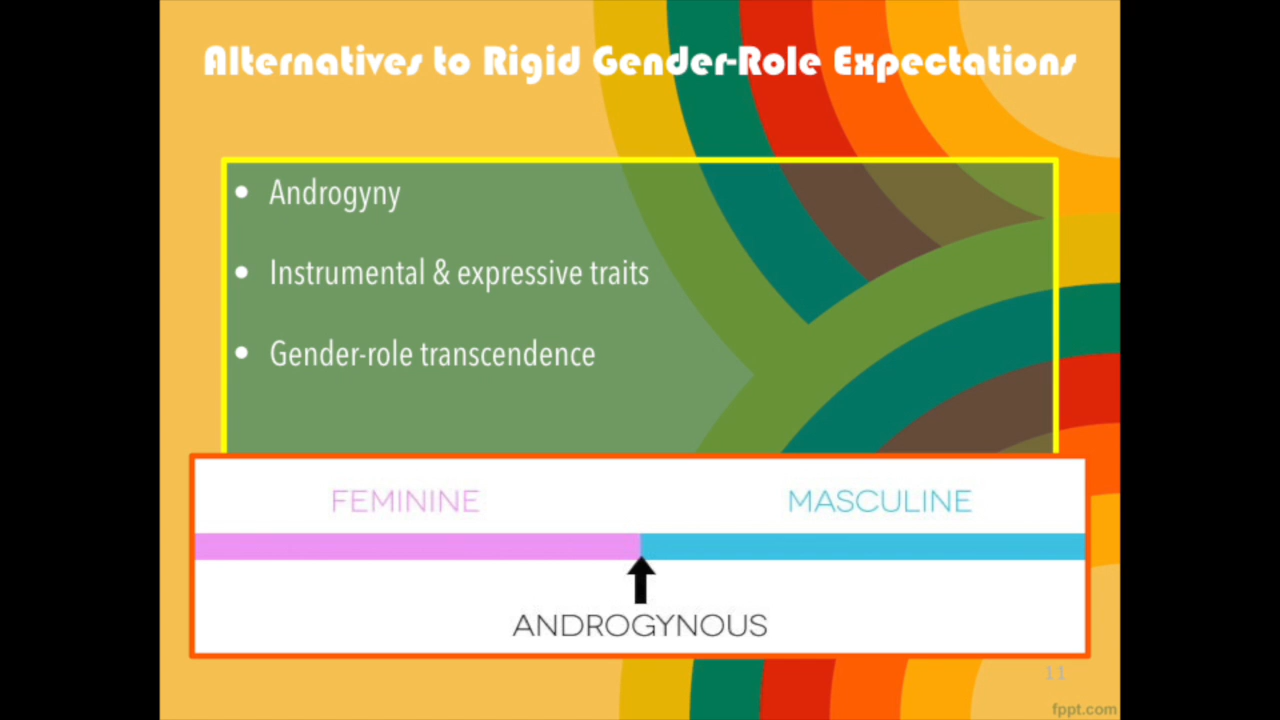 Alternatives to Rigid Gender-Role Expectations
• Androgyny
• Instrumental & expressive traits
• Gender-role transcendence
FEMININE MASCULINE
ANDROGYNOUS
11
fppt.com